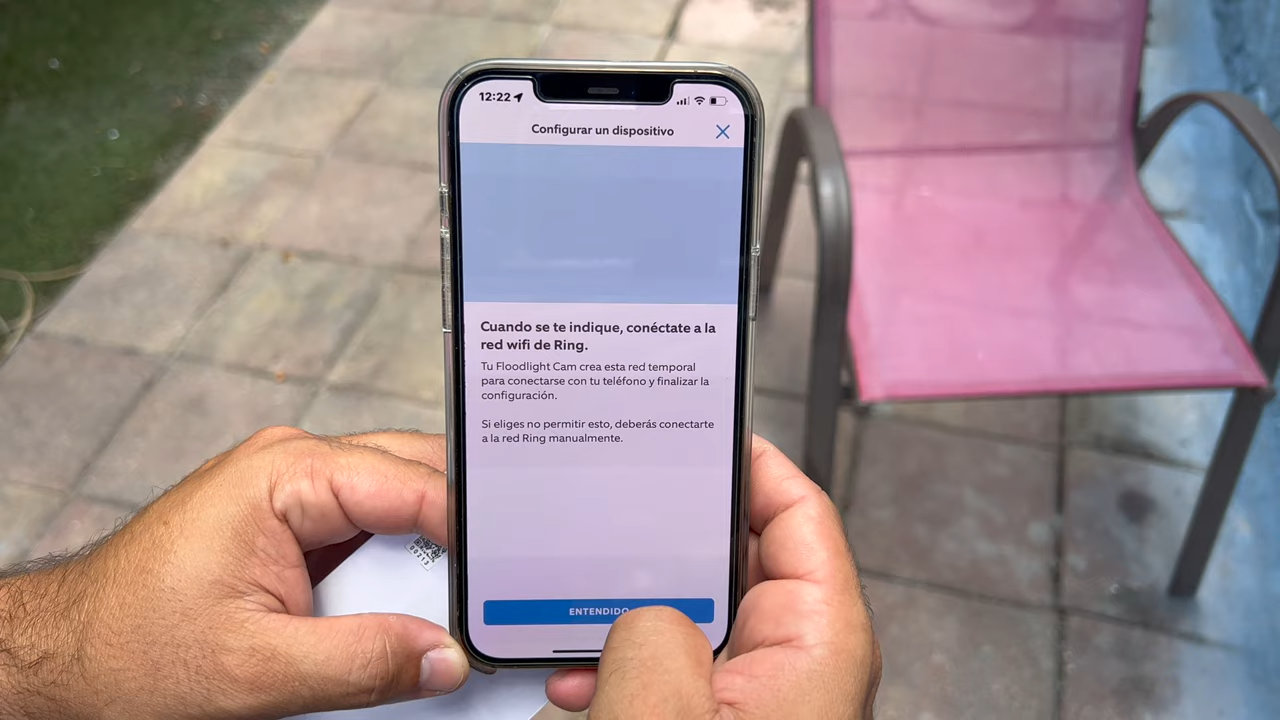 12:22
Configurar un dispositivo
Cuando se te indique, conéctate a la
red wifi de Ring.
Tu Floodlight Cam crea esta red temporal
para conectarse con tu teléfono y finalizar la
configuración.
Si eliges no permitir esto, deberás conectarte
a la red Ring manualmente.
ENTENDIDO